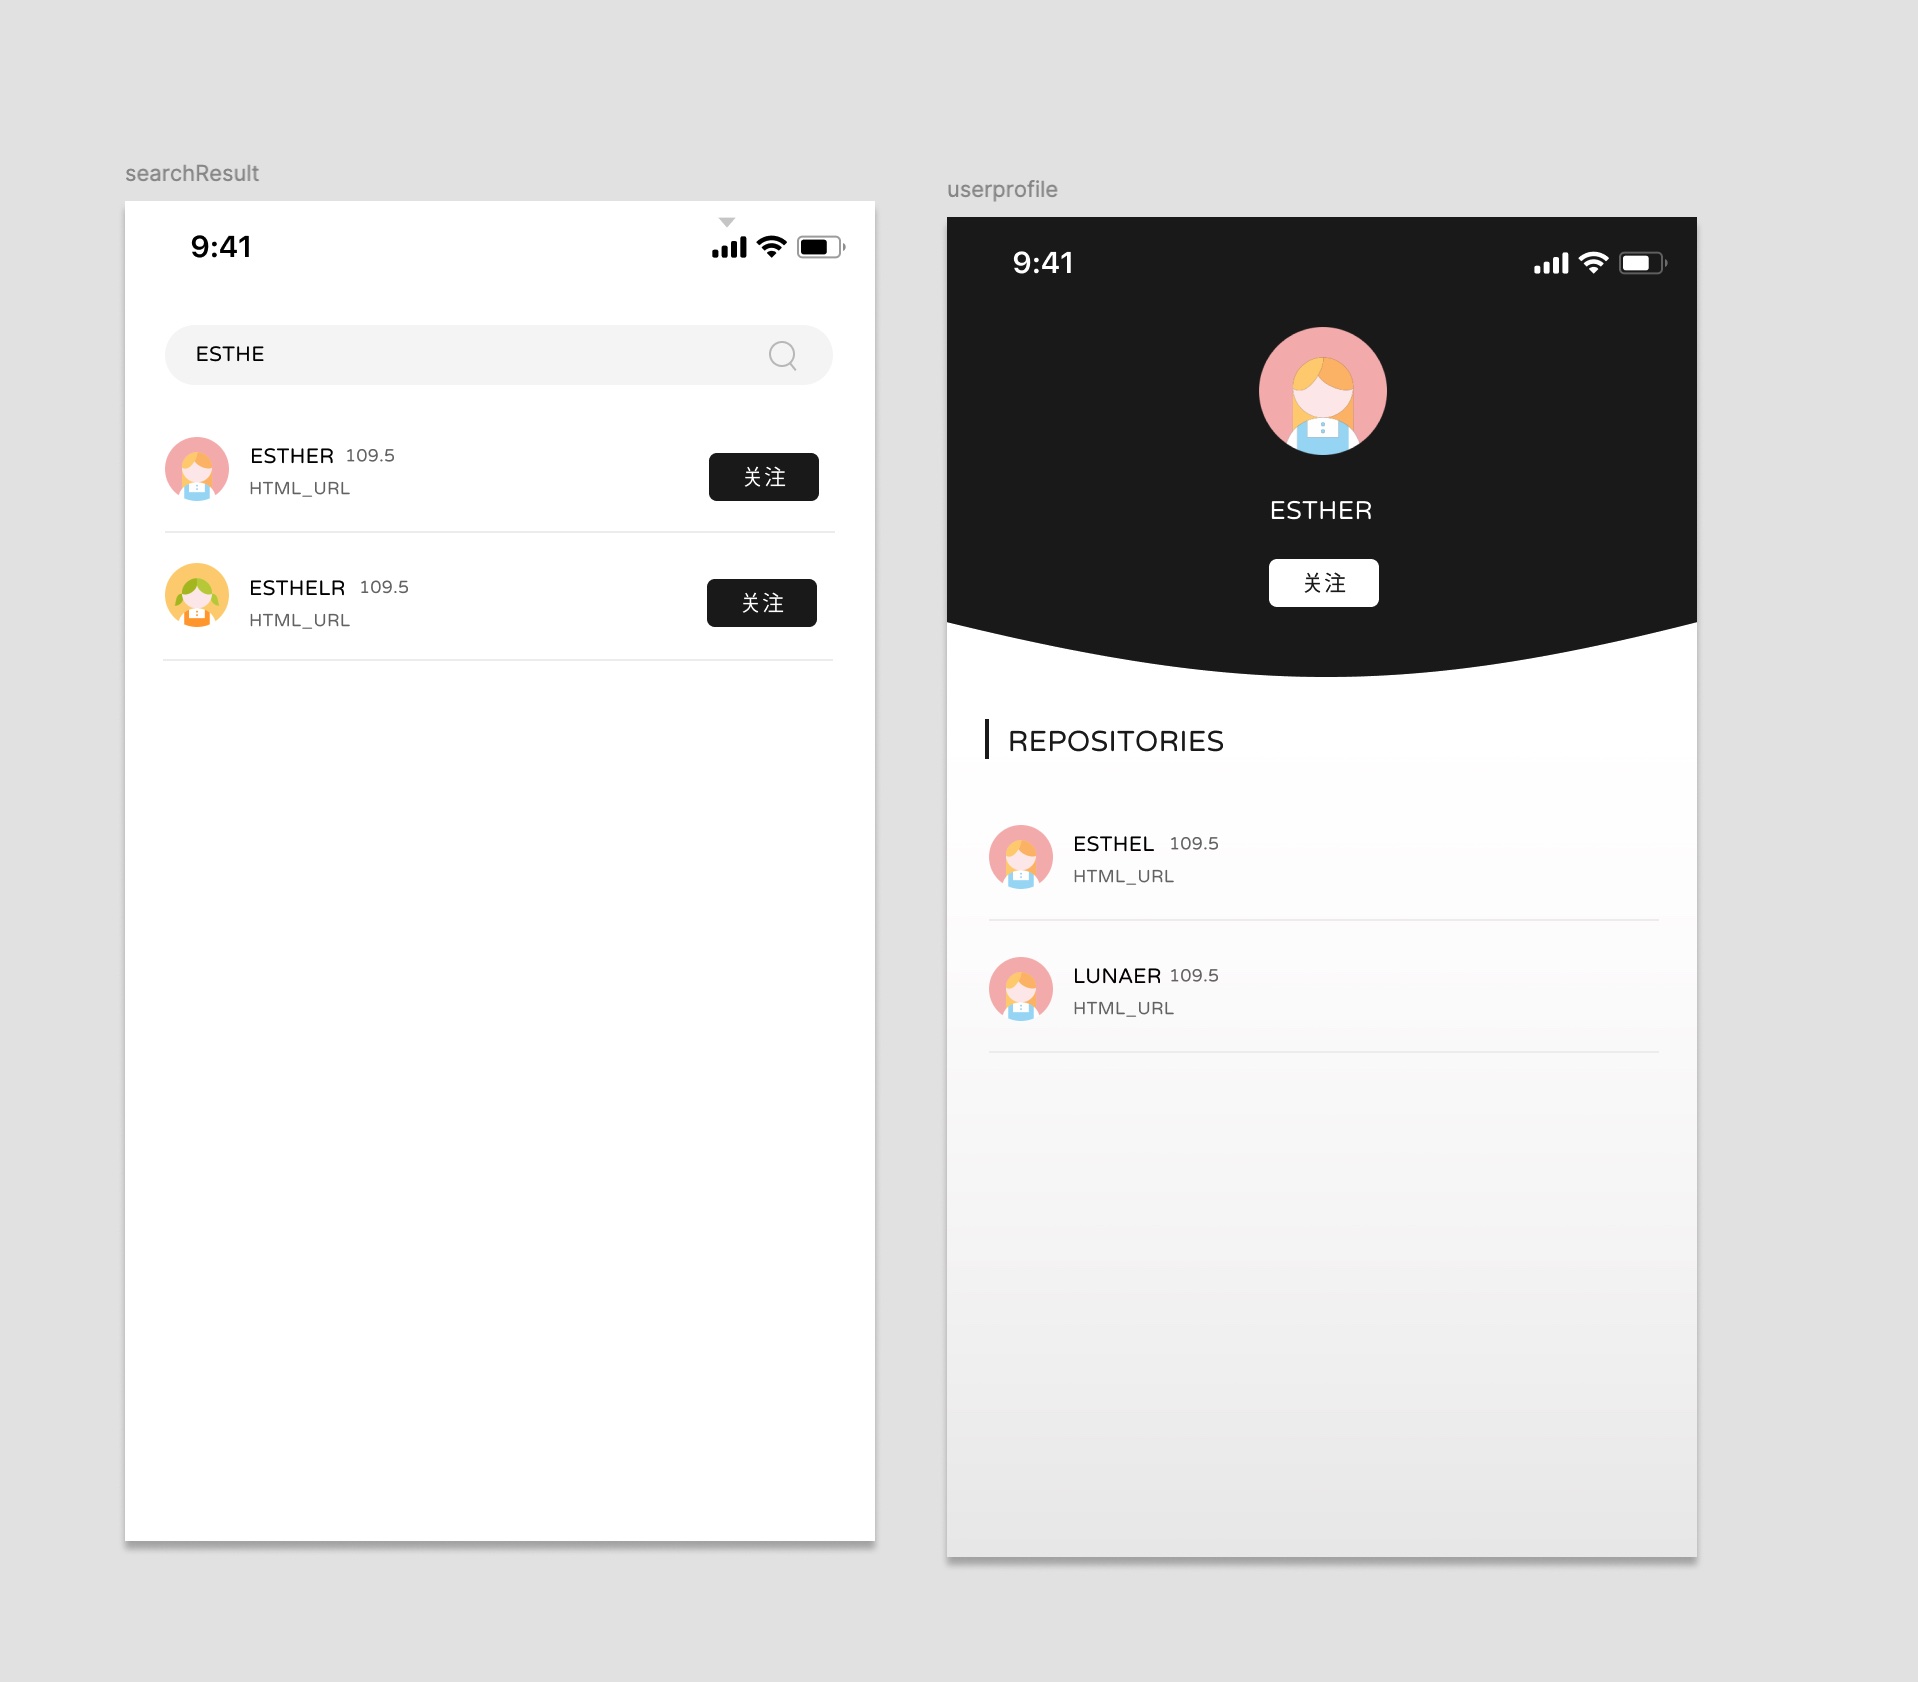 searchResult
9:41
ESTHE
ESTHER 109.5
HTML_URL
关注
ESTHELR 109.5
HTML_URL
关注
userprofile
9:41
ESTHER
关注
REPOSITORIES
ESTHEL 109.5
HTML_URL
LUNAER 109.5
HTML_URL